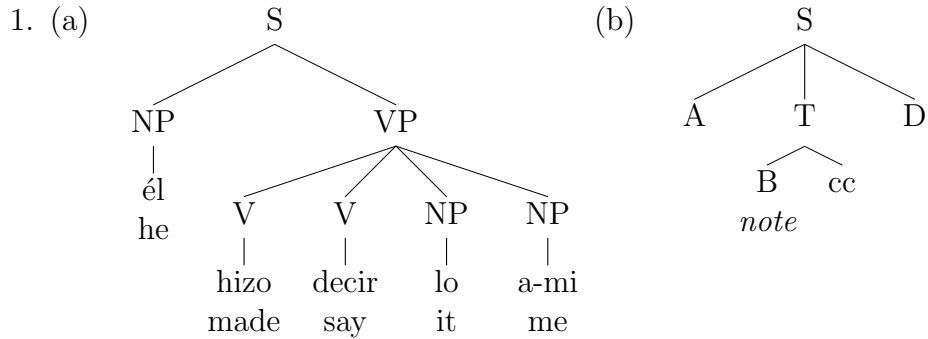 1. (a) S (b) S
NP VP A T D
él
he
V V NP NP B cc
note
hizo decir lo a-mi
made say it me